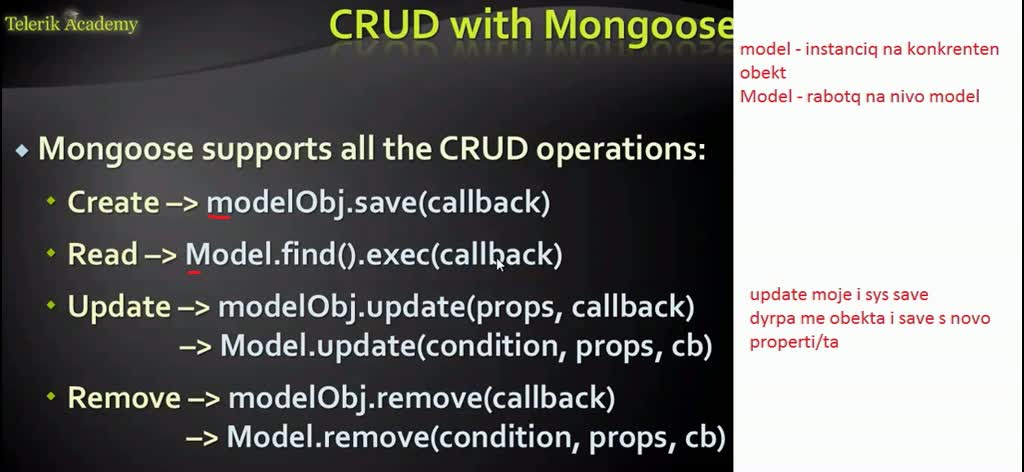 Telerik Academy
CRUD with Mongoose
model - instanciq na konkrenten
obekt
Model - rabotq na nivo model
Mongoose supports all the CRUD operations:
Create –> modelObj.save(callback)
Read –> Model.find().exec(callback)
Update –> modelObj.update(props, callback)
–> Model.update(condition, props, cb)
update moje i sys save
dyrpa me obekta i save s novo
properti/ta
Remove –> modelObj.remove(callback)
–> Model.remove(condition, props, cb)